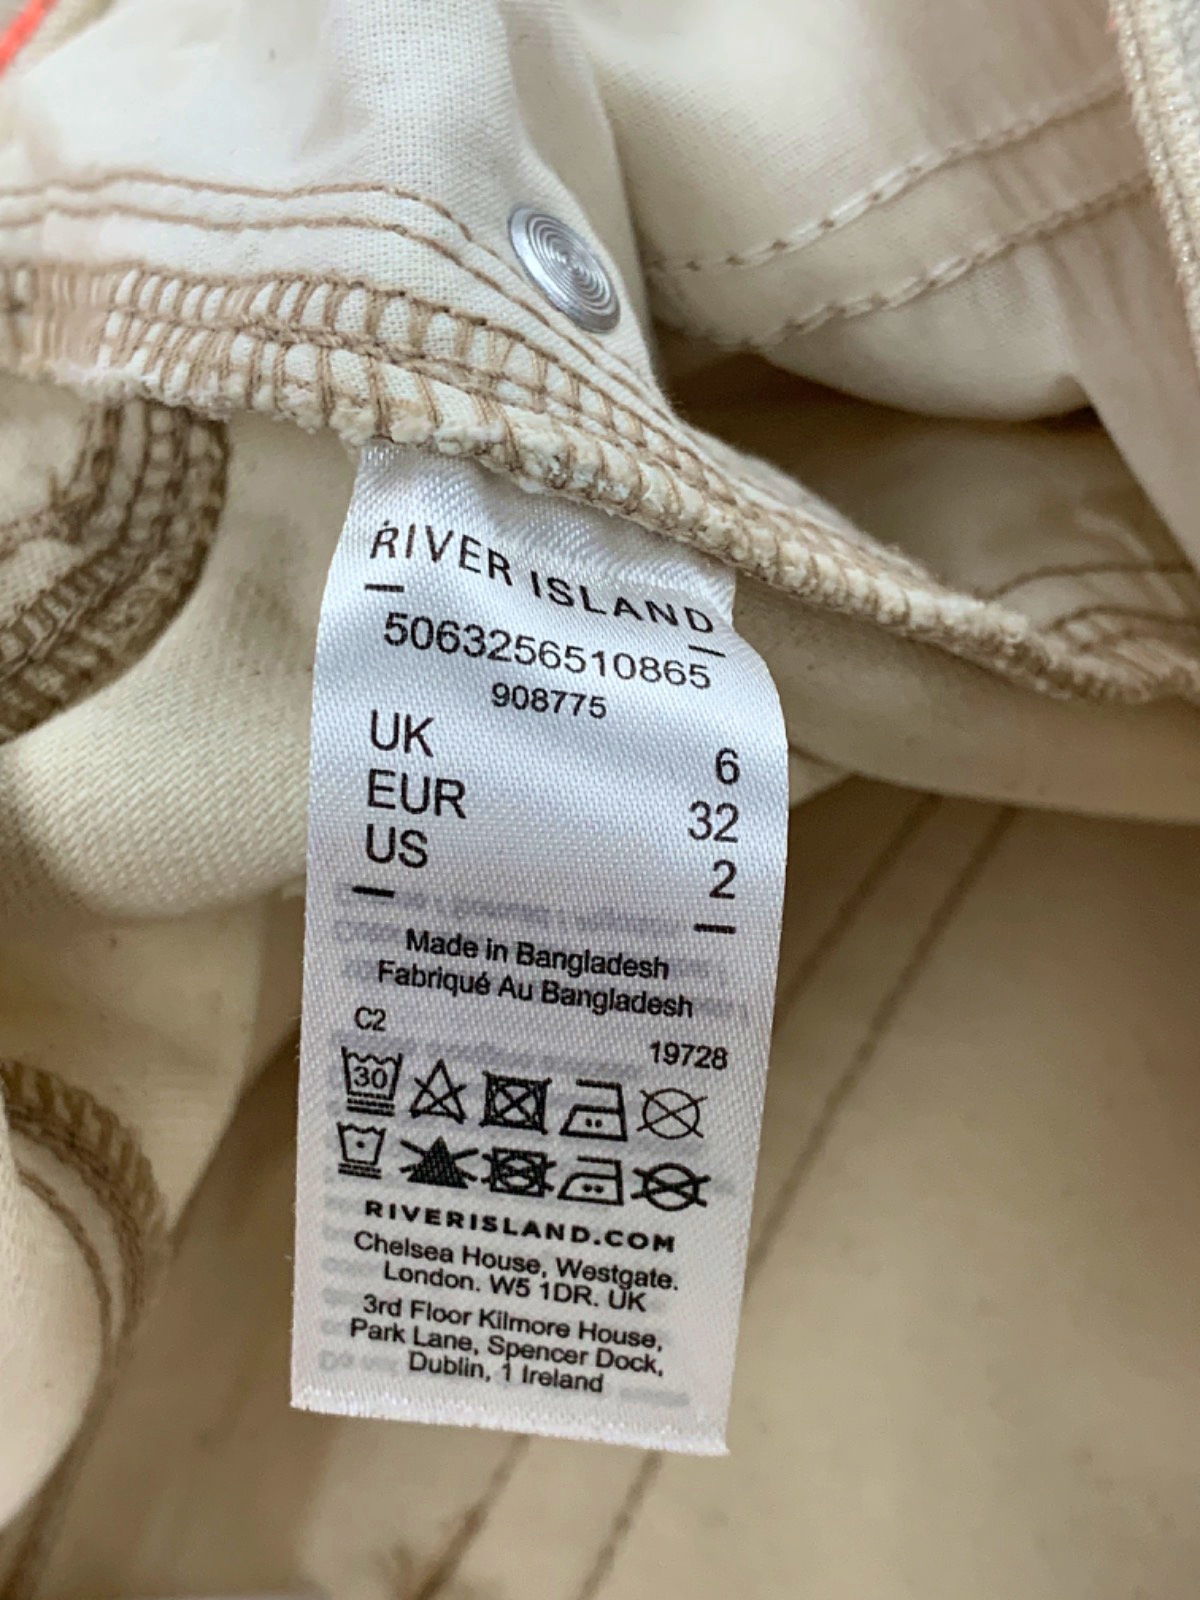 RIVER ISLAND
5063256510865
908775
UK 6
EUR 32
US 2
Made in Bangladesh
Fabriqué Au Bangladesh
C2 19728
30
RIVERISLAND.COM
Chelsea House, Westgate.
London. W5 1DR. UK
3rd Floor Kilmore House,
Park Lane, Spencer Dock,
Dublin, 1 Ireland